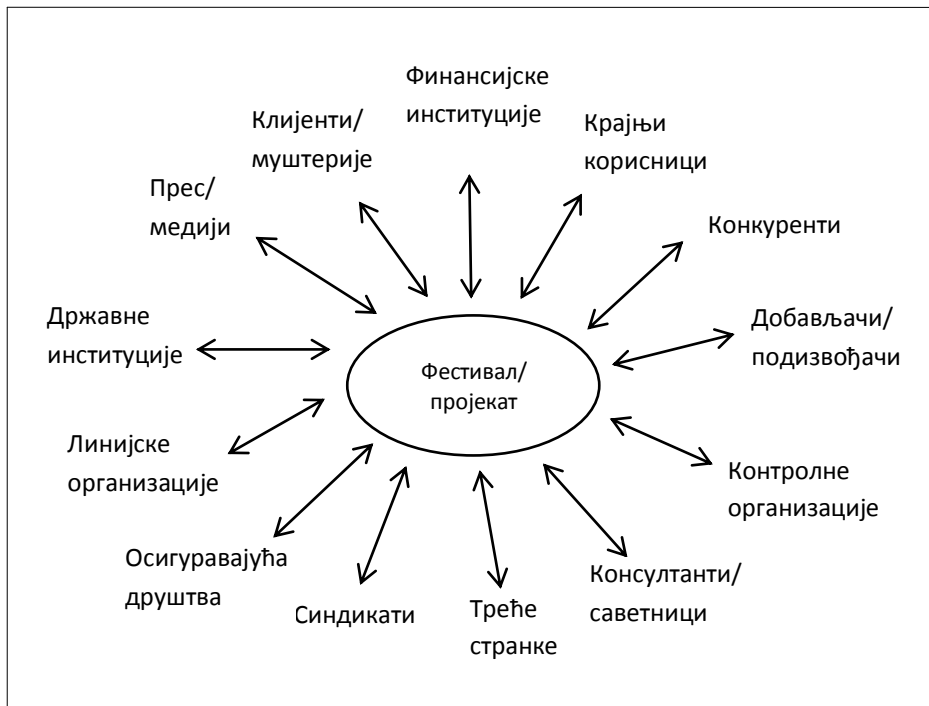 Финансијске
институције
Клијенти/
муштерије
Крајњи
корисници
Прес/
медији
Конкуренти
Државне
институције
Добављачи/
подизвођачи
Фестивал/
пројекат
Линијске
организације
Контролне
организације
Осигуравајућа
друштва
Синдикати
Треће
странке
Консултанти/
саветници